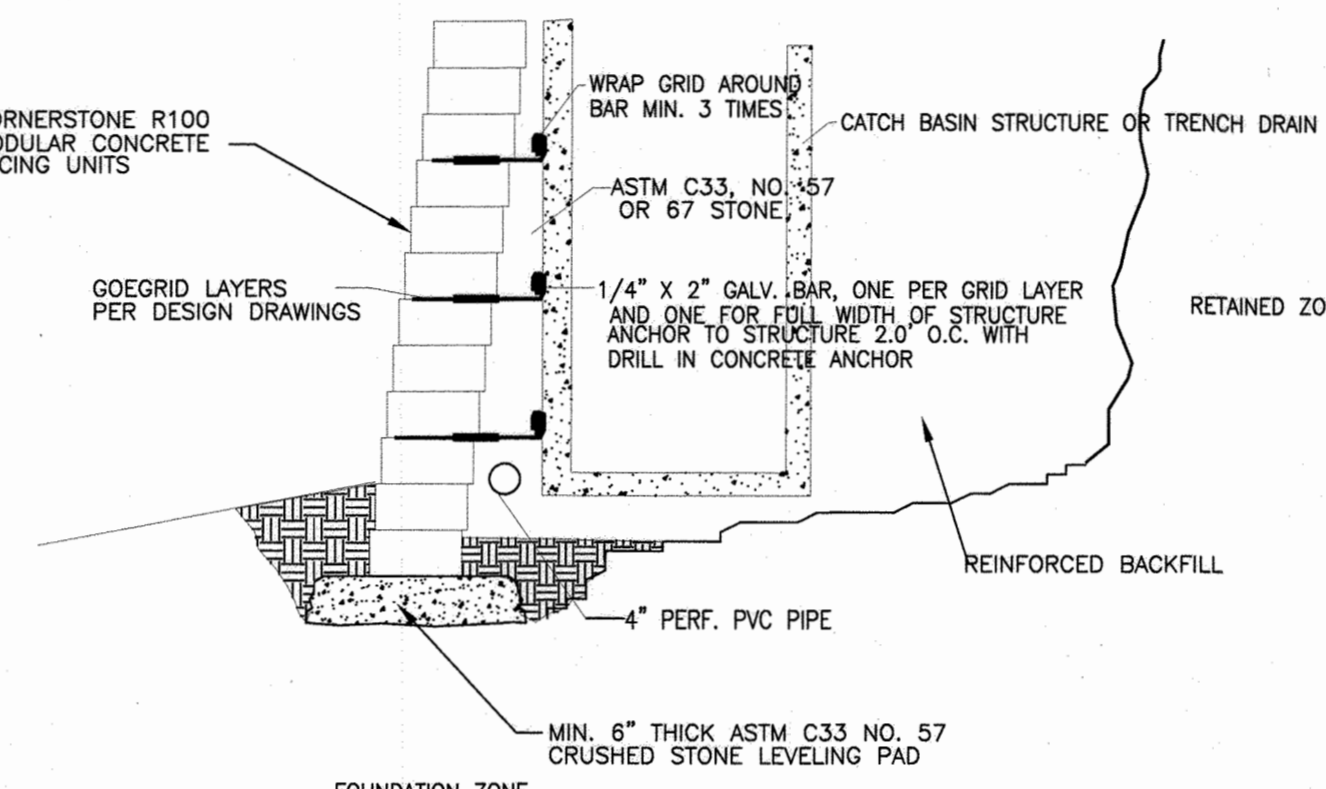 WRAP GRID AROUND
BAR MIN. 3 TIMES
ORNERSTONE R100
ODULAR CONCRETE
CING UNITS
CATCH BASIN STRUCTURE OR TRENCH DRAIN
ASTM C33, NO. 57
OR 67 STONE
GOEGRID LAYERS
PER DESIGN DRAWINGS
1/4" X 2" GALV. BAR, ONE PER GRID LAYER
AND ONE FOR FULL WIDTH OF STRUCTURE
ANCHOR TO STRUCTURE 2.0' O.C. WITH
DRILL IN CONCRETE ANCHOR
RETAINED ZO
REINFORCED BACKFILL
4" PERF. PVC PIPE
MIN. 6" THICK ASTM C33 NO. 57
CRUSHED STONE LEVELING PAD
FOUNDATION ZONE